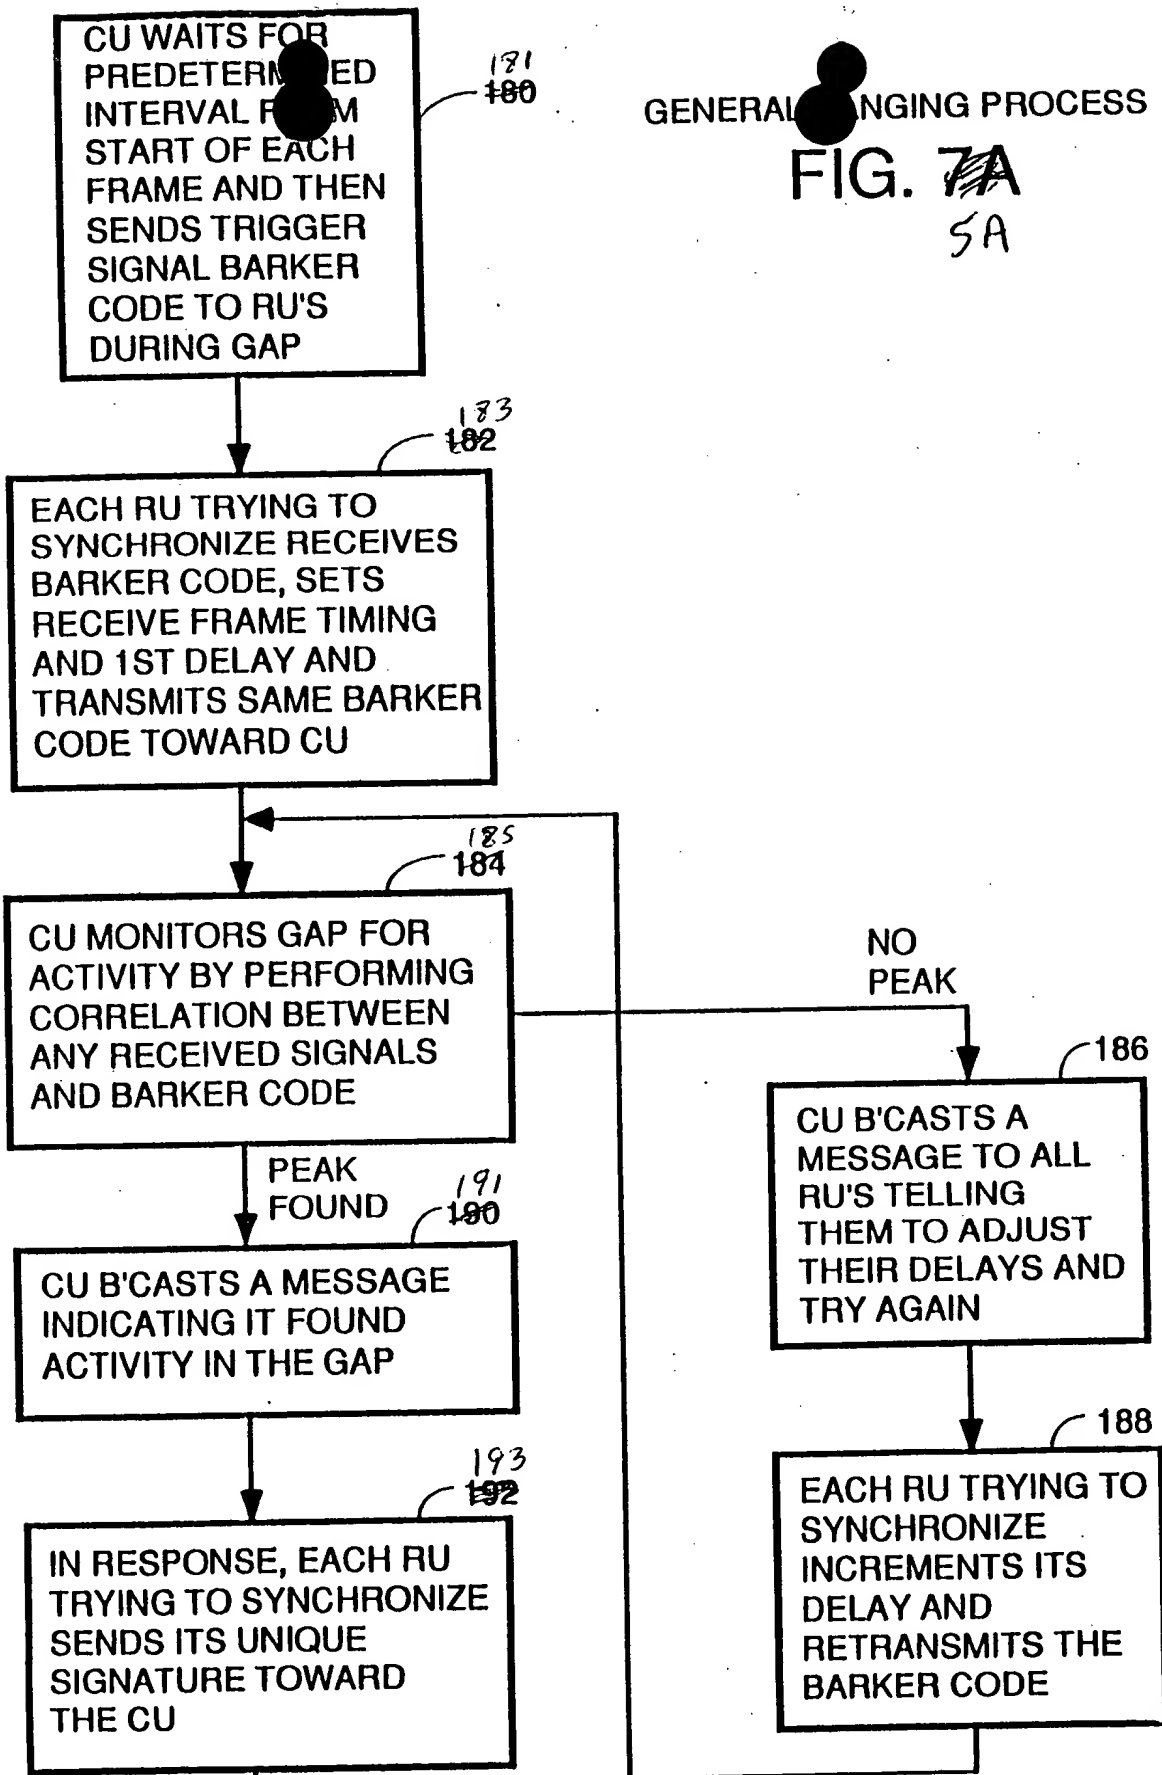 CU WAITS FOR
PREDETERM ED
INTERVAL F M
START OF EACH
FRAME AND THEN
SENDS TRIGGER
SIGNAL BARKER
CODE TO RU'S
DURING GAP
181
180
GENERAL NGING PROCESS
FIG. 7A
5A
183
182
EACH RU TRYING TO
SYNCHRONIZE RECEIVES
BARKER CODE, SETS
RECEIVE FRAME TIMING
AND 1ST DELAY AND
TRANSMITS SAME BARKER
CODE TOWARD CU
185
184
CU MONITORS GAP FOR
ACTIVITY BY PERFORMING
CORRELATION BETWEEN
ANY RECEIVED SIGNALS
AND BARKER CODE
NO
PEAK
186
CU B'CASTS A
MESSAGE TO ALL
RU'S TELLING
THEM TO ADJUST
THEIR DELAYS AND
TRY AGAIN
PEAK
FOUND
191
190
CU B'CASTS A MESSAGE
INDICATING IT FOUND
ACTIVITY IN THE GAP
188
EACH RU TRYING TO
SYNCHRONIZE
INCREMENTS ITS
DELAY AND
RETRANSMITS THE
BARKER CODE
193
192
IN RESPONSE, EACH RU
TRYING TO SYNCHRONIZE
SENDS ITS UNIQUE
SIGNATURE TOWARD
THE CU